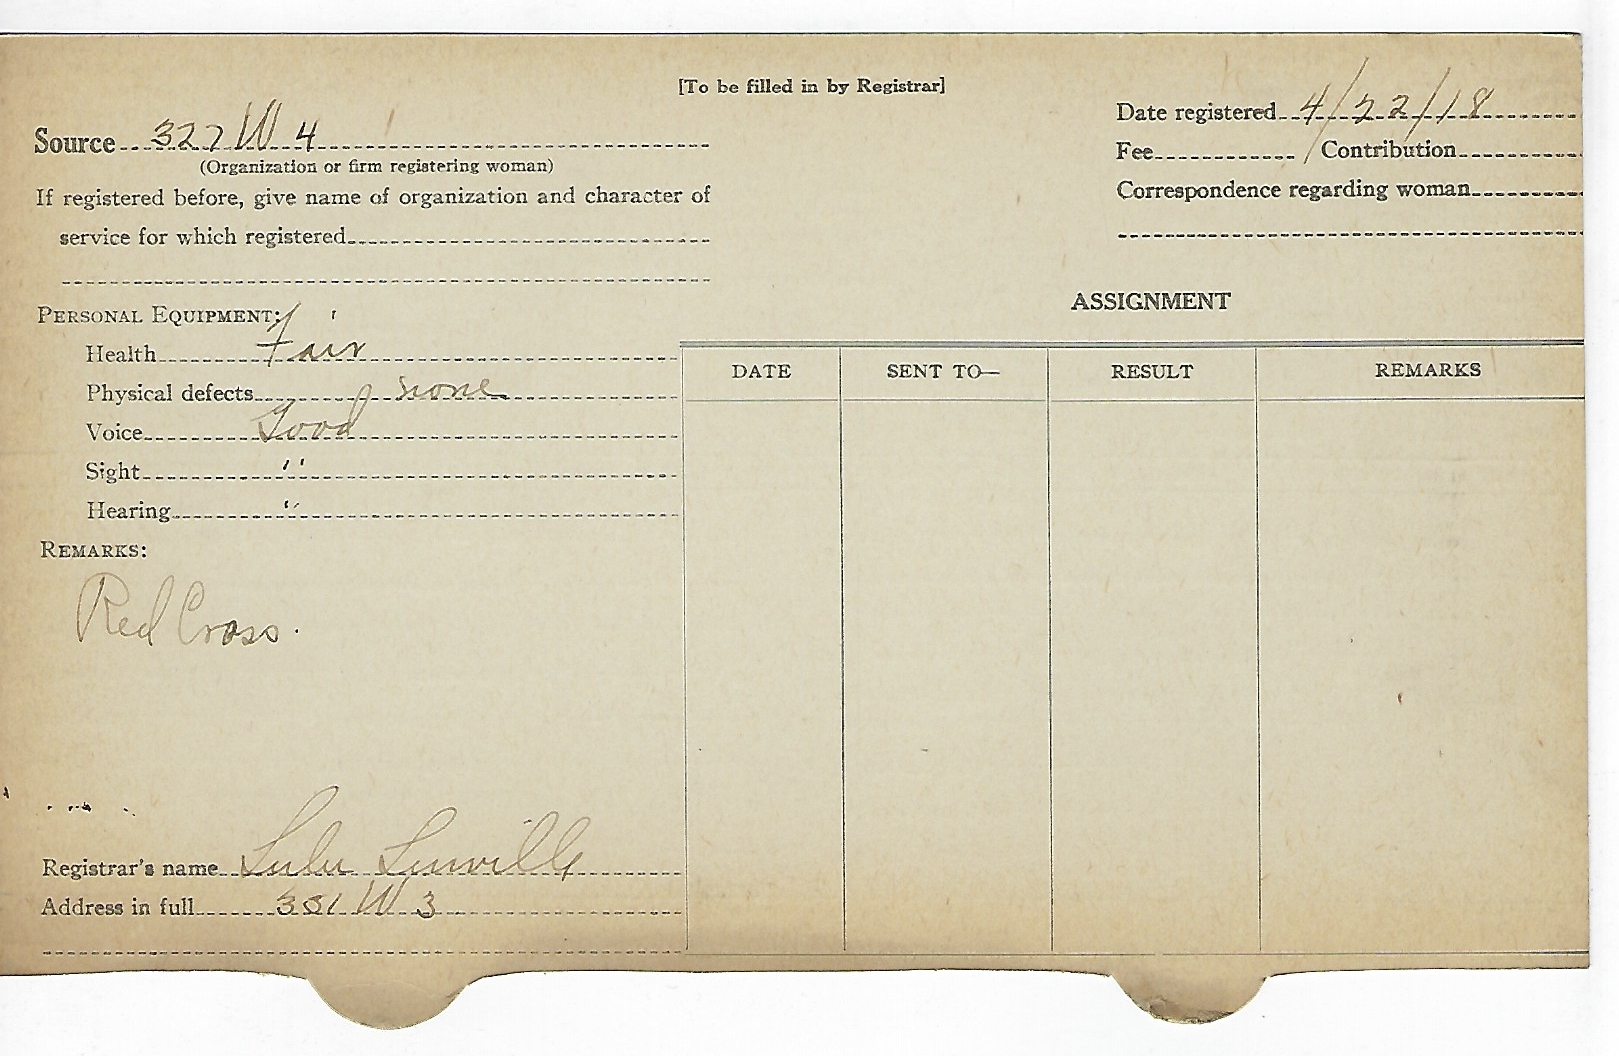 [To be filled in by Registrar]
Source 327 W 4
(Organization or firm registering woman)
If registered before, give name of organization and character of
service for which registered
Date registered 4/22/18
Fee Contribution
Correspondence regarding woman
PERSONAL EQUIPMENT:
Health Fair
Physical defects none
Voice Good
Sight "
Hearing "
REMARKS:
Red Cross.
ASSIGNMENT
DATE SENT TO— RESULT REMARKS
Registrar's name Lulu Linville
Address in full 351 W 3